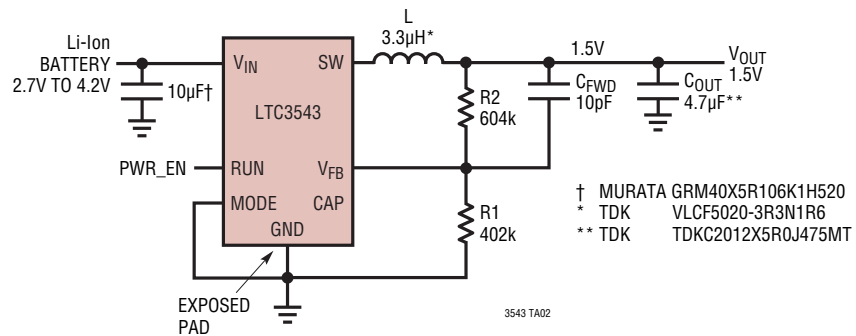 Li-Ion
BATTERY
2.7V TO 4.2V
10µF†
VIN
SW
LTC3543
RUN
VFB
MODE
CAP
GND
PWR_EN
EXPOSED
PAD
L
3.3µH*
1.5V
R2
604k
CFWD
10pF
COUT
4.7µF**
VOUT
1.5V
R1
402k
† MURATA GRM40X5R106K1H520
* TDK VLCF5020-3R3N1R6
** TDK TDKC2012X5R0J475MT
3543 TA02